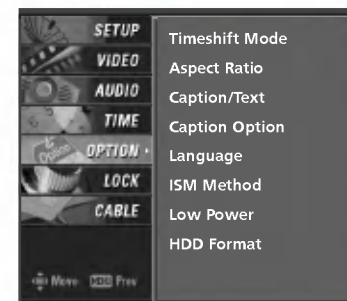 SETUP
VIDEO
AUDIO
TIME
Option
OPTION
LOCK
CABLE
Move
Prev
Timeshift Mode
Aspect Ratio
Caption/Text
Caption Option
Language
ISM Method
Low Power
HDD Format